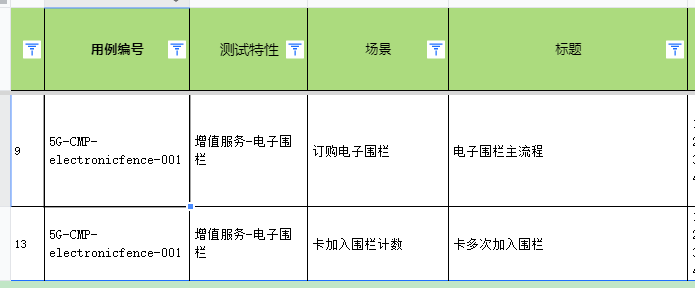 用例编号 测试特性 场景 标题
9
5G-CMP-
electronicfence-001
增值服务-电子围
栏
订购电子围栏
电子围栏主流程
13
5G-CMP-
electronicfence-001
增值服务-电子围
栏
卡加入围栏计数
卡多次加入围栏